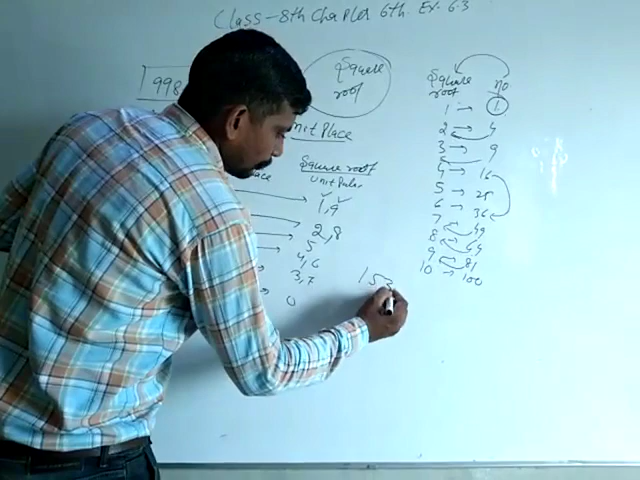 Class-8th Chapter 6th. Ex. 6.3
998
Square
root
Unit Place
Square root
Unit Place
1, 9
2, 8
5
4, 6
3, 7
0
153
Square
root
no
1 → 1
2 → 4
3 → 9
4 → 16
5 → 25
6 → 36
7 → 49
8 → 64
9 → 81
10 → 100